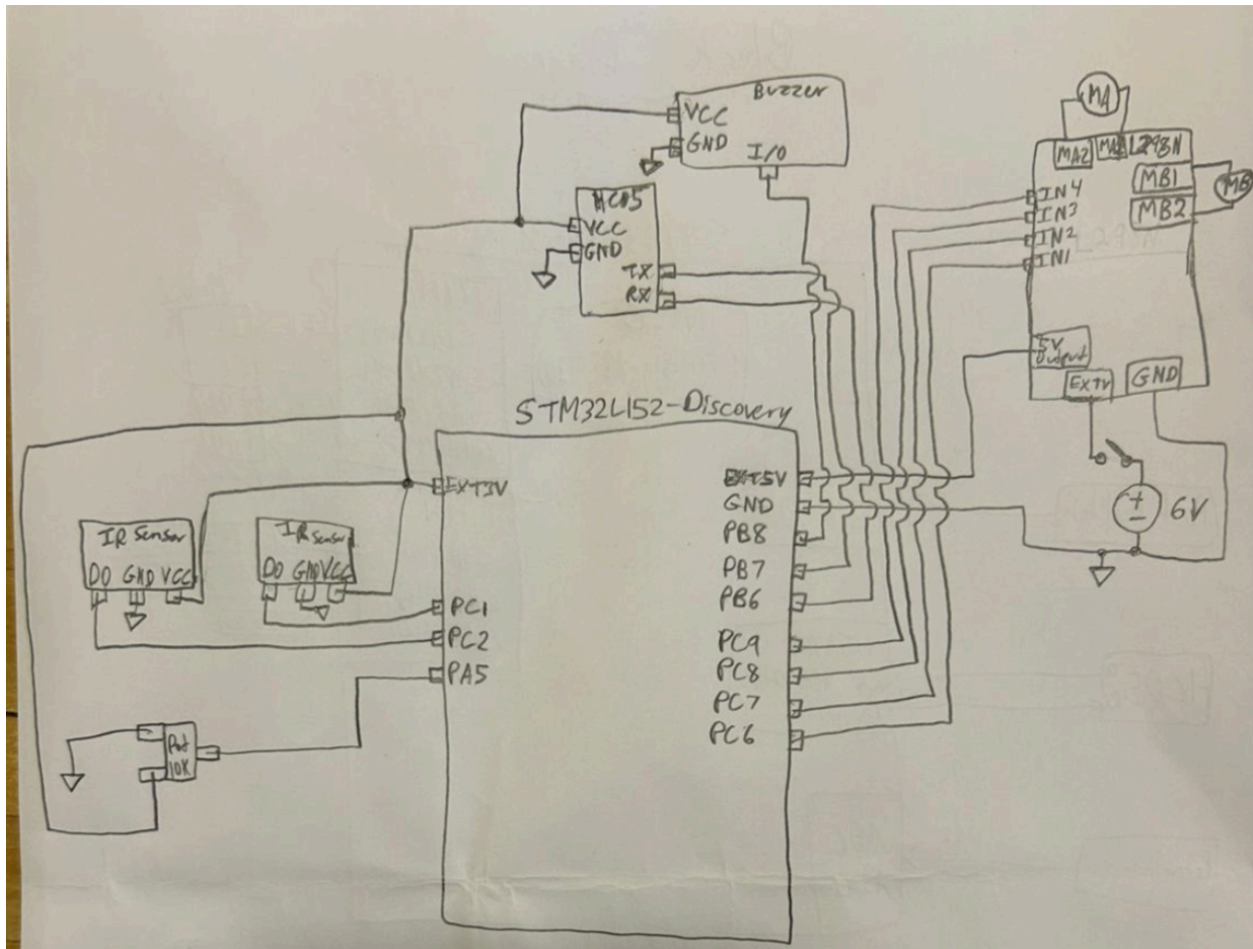 Buzzer
VCC
GND
I/O
HC05
VCC
GND
TX
RX
MA
MA2
L298N
MB1
MB2
MB
IN4
IN3
IN2
IN1
5V
Output
Extv
GND
6V
STM32L152-Discovery
EXT3V
PC1
PC2
PA5
EXT5V
GND
PB8
PB7
PB6
PC9
PC8
PC7
PC6
IR Sensor
DO GND VCC
IR Sensor
DO GND VCC
Pot
10K